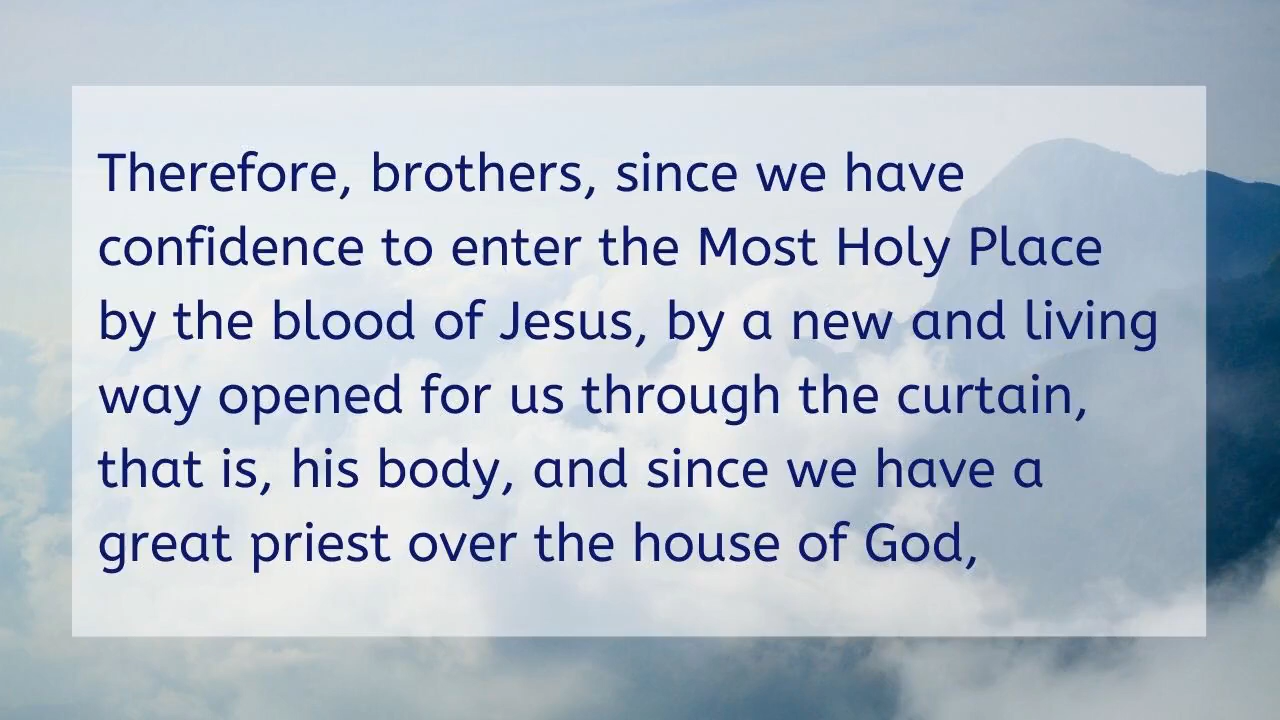 Therefore, brothers, since we have
confidence to enter the Most Holy Place
by the blood of Jesus, by a new and living
way opened for us through the curtain,
that is, his body, and since we have a
great priest over the house of God,